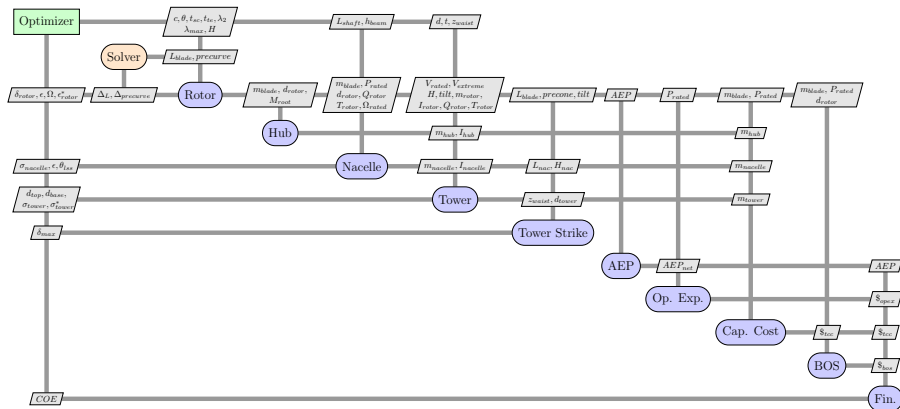 Optimizer
c, θ, t_sc, t_tc, λ_2
λ_max, H
L_shaft, h_beam
d, t, z_waist
Solver
L_blade, precurve
δ_rotor, ϵ, Ω, ϵ*_rotor
Δ_L, Δ_precurve
Rotor
m_blade, d_rotor,
M_root
m_blade, P_rated
d_rotor, Q_rotor
T_rotor, Ω_rated
V_rated, V_extreme
H, tilt, m_rotor,
I_rotor, Q_rotor, T_rotor
L_blade, precone, tilt
AEP
P_rated
m_blade, P_rated
m_blade, P_rated
d_rotor
Hub
m_hub, I_hub
m_hub
σ_nacelle, ϵ, θ_lss
Nacelle
m_nacelle, I_nacelle
L_nac, H_nac
m_nacelle
d_top, d_base,
σ_tower, σ*_tower
Tower
z_waist, d_tower
m_tower
δ_max
Tower Strike
AEP
AEP_net
AEP
Op. Exp.
$_opex
Cap. Cost
$_tcc
$_tcc
BOS
$_bos
COE
Fin.